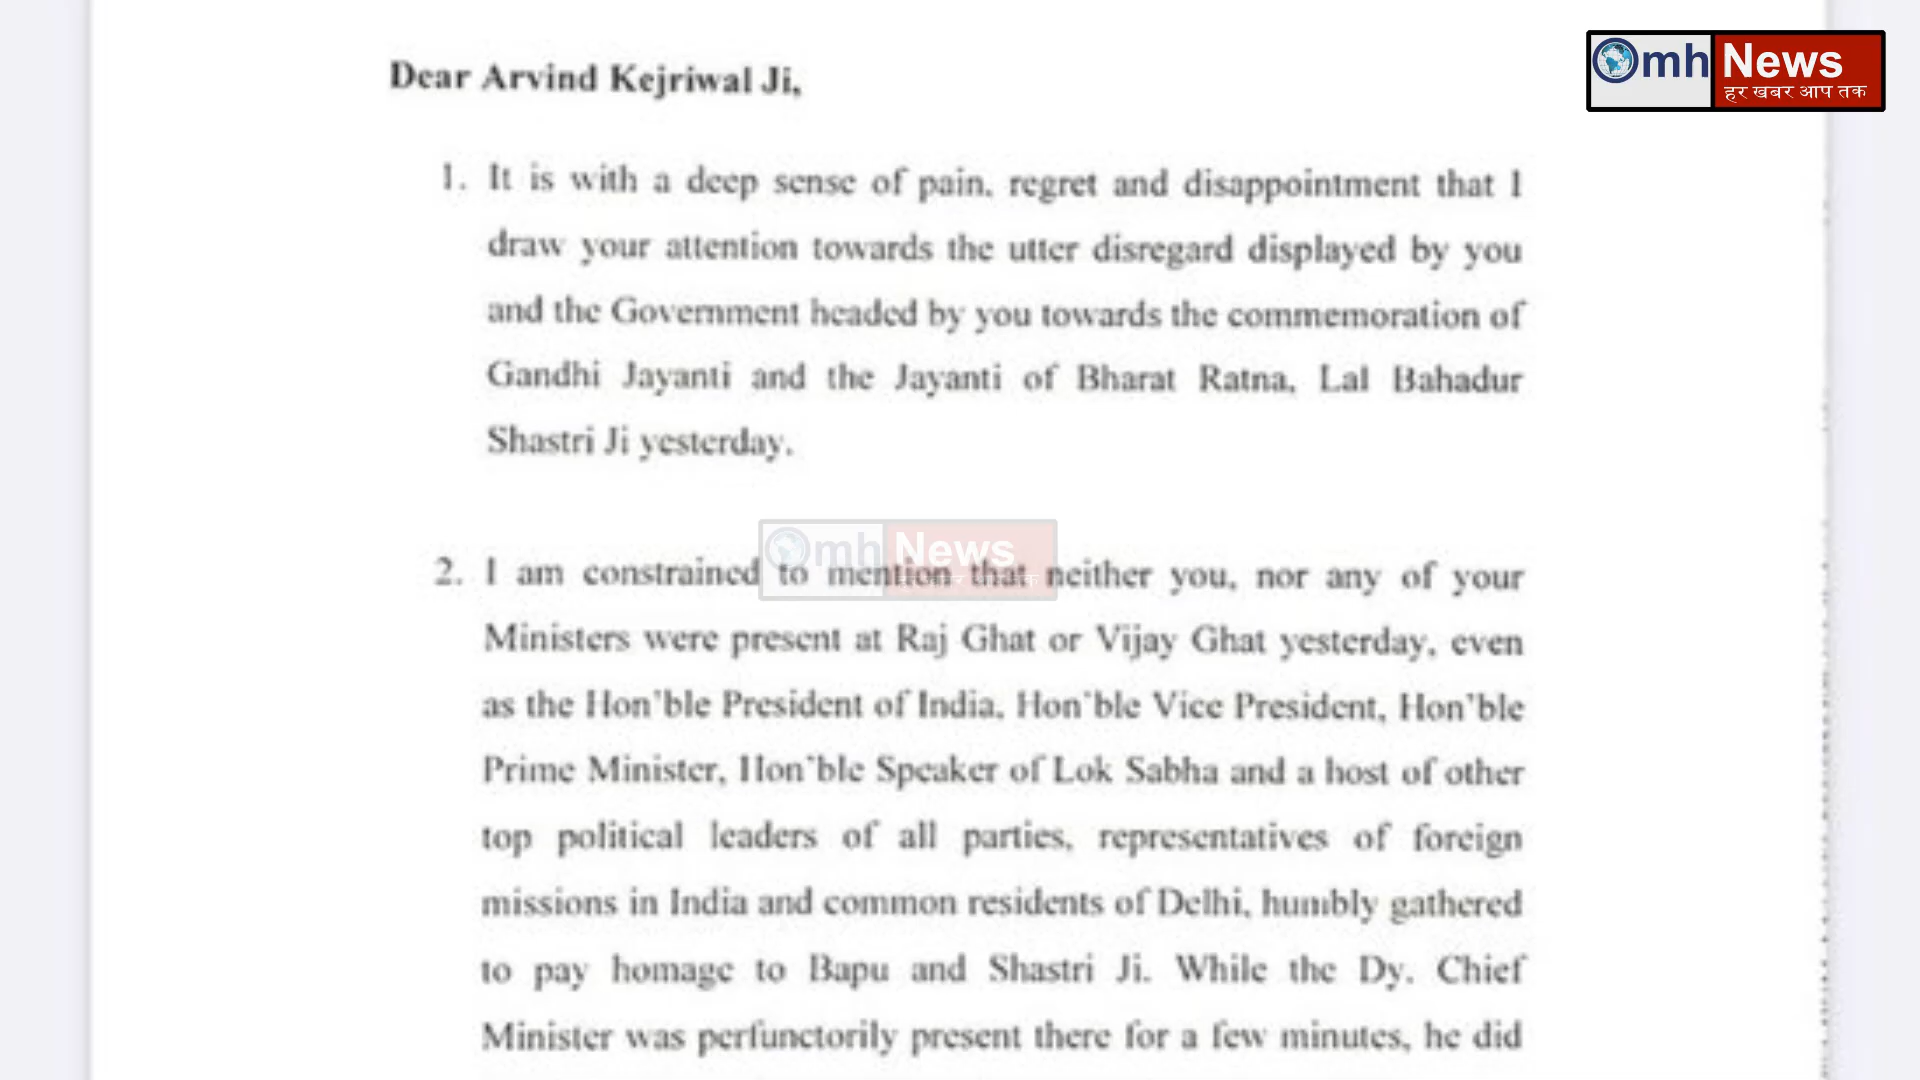 Omh News
हर खबर आप तक
Dear Arvind Kejriwal Ji,
1. It is with a deep sense of pain, regret and disappointment that I
draw your attention towards the utter disregard displayed by you
and the Government headed by you towards the commemoration of
Gandhi Jayanti and the Jayanti of Bharat Ratna, Lal Bahadur
Shastri Ji yesterday.
Omh News
हर खबर आप तक
2. I am constrained to mention that neither you, nor any of your
Ministers were present at Raj Ghat or Vijay Ghat yesterday, even
as the Hon'ble President of India, Hon'ble Vice President, Hon'ble
Prime Minister, Hon'ble Speaker of Lok Sabha and a host of other
top political leaders of all parties, representatives of foreign
missions in India and common residents of Delhi, humbly gathered
to pay homage to Bapu and Shastri Ji. While the Dy. Chief
Minister was perfunctorily present there for a few minutes, he did